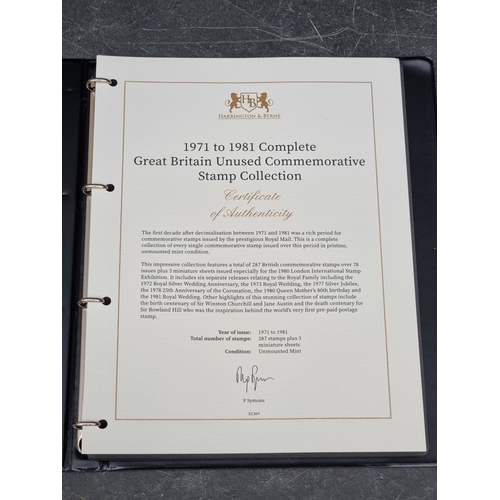 HB
HARRINGTON & BYRNE
1971 to 1981 Complete
Great Britain Unused Commemorative
Stamp Collection
Certificate
of Authenticity
The first decade after decimalisation between 1971 and 1981 was a rich period for
commemorative stamps issued by the prestigious Royal Mail. This is a complete
collection of every single commemorative stamp issued over this period in pristine,
unmounted mint condition.
This impressive collection features a total of 287 British commemorative stamps over 78
issues plus 3 miniature sheets issued especially for the 1980 London International Stamp
Exhibition. It includes six separate releases relating to the Royal Family including the
1972 Royal Silver Wedding Anniversary, the 1973 Royal Wedding, the 1977 Silver Jubilee,
the 1978 25th Anniversary of the Coronation, the 1980 Queen Mother's 80th birthday and
the 1981 Royal Wedding. Other highlights of this stunning collection of stamps include
the birth centenary of Sir Winston Churchill and Jane Austin and the death centenary for
Sir Rowland Hill who was the inspiration behind the world's very first pre-paid postage
stamp.
Year of issue: 1971 to 1981
Total number of stamps: 287 stamps plus 3
miniature sheets
Condition: Unmounted Mint
P Symons